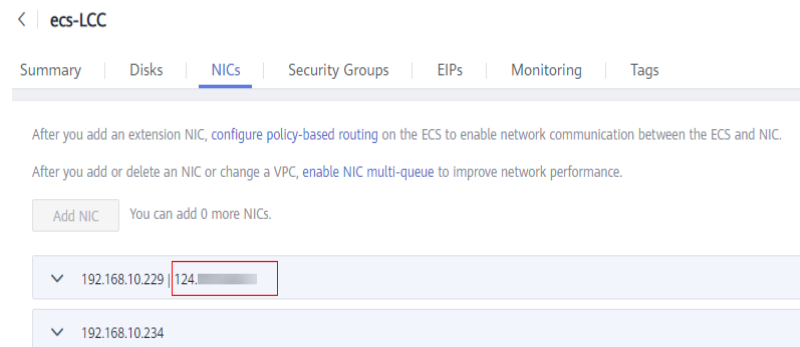 ecs-LCC
Summary Disks NICs Security Groups EIPs Monitoring Tags
After you add an extension NIC, configure policy-based routing on the ECS to enable network communication between the ECS and NIC.
After you add or delete an NIC or change a VPC, enable NIC multi-queue to improve network performance.
Add NIC You can add 0 more NICs.
192.168.10.229 | 124.
192.168.10.234